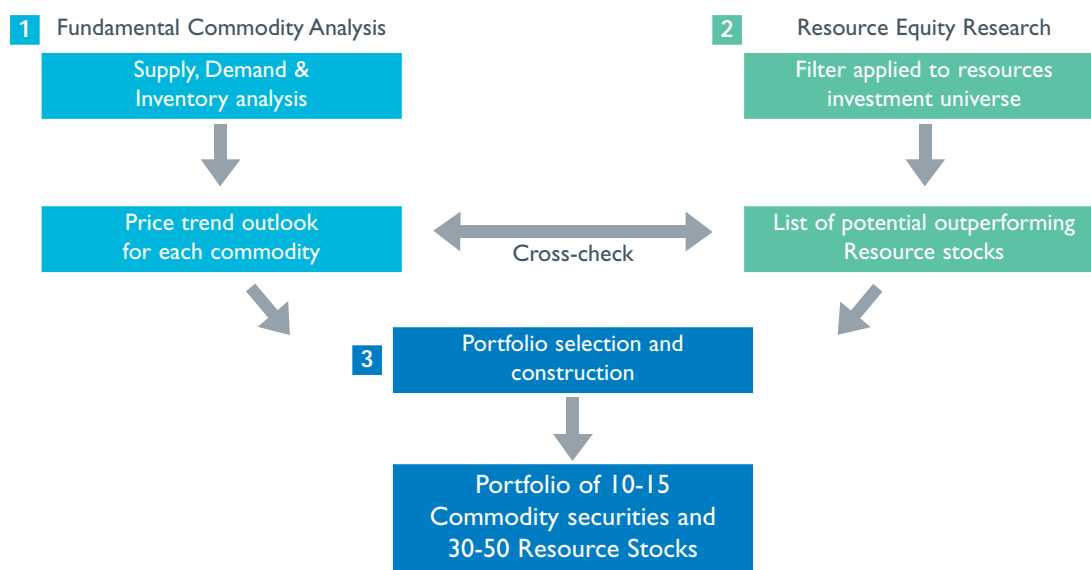 1 Fundamental Commodity Analysis
Supply, Demand &
Inventory analysis
Price trend outlook
for each commodity
2 Resource Equity Research
Filter applied to resources
investment universe
List of potential outperforming
Resource stocks
Cross-check
3 Portfolio selection and
construction
Portfolio of 10-15
Commodity securities and
30-50 Resource Stocks